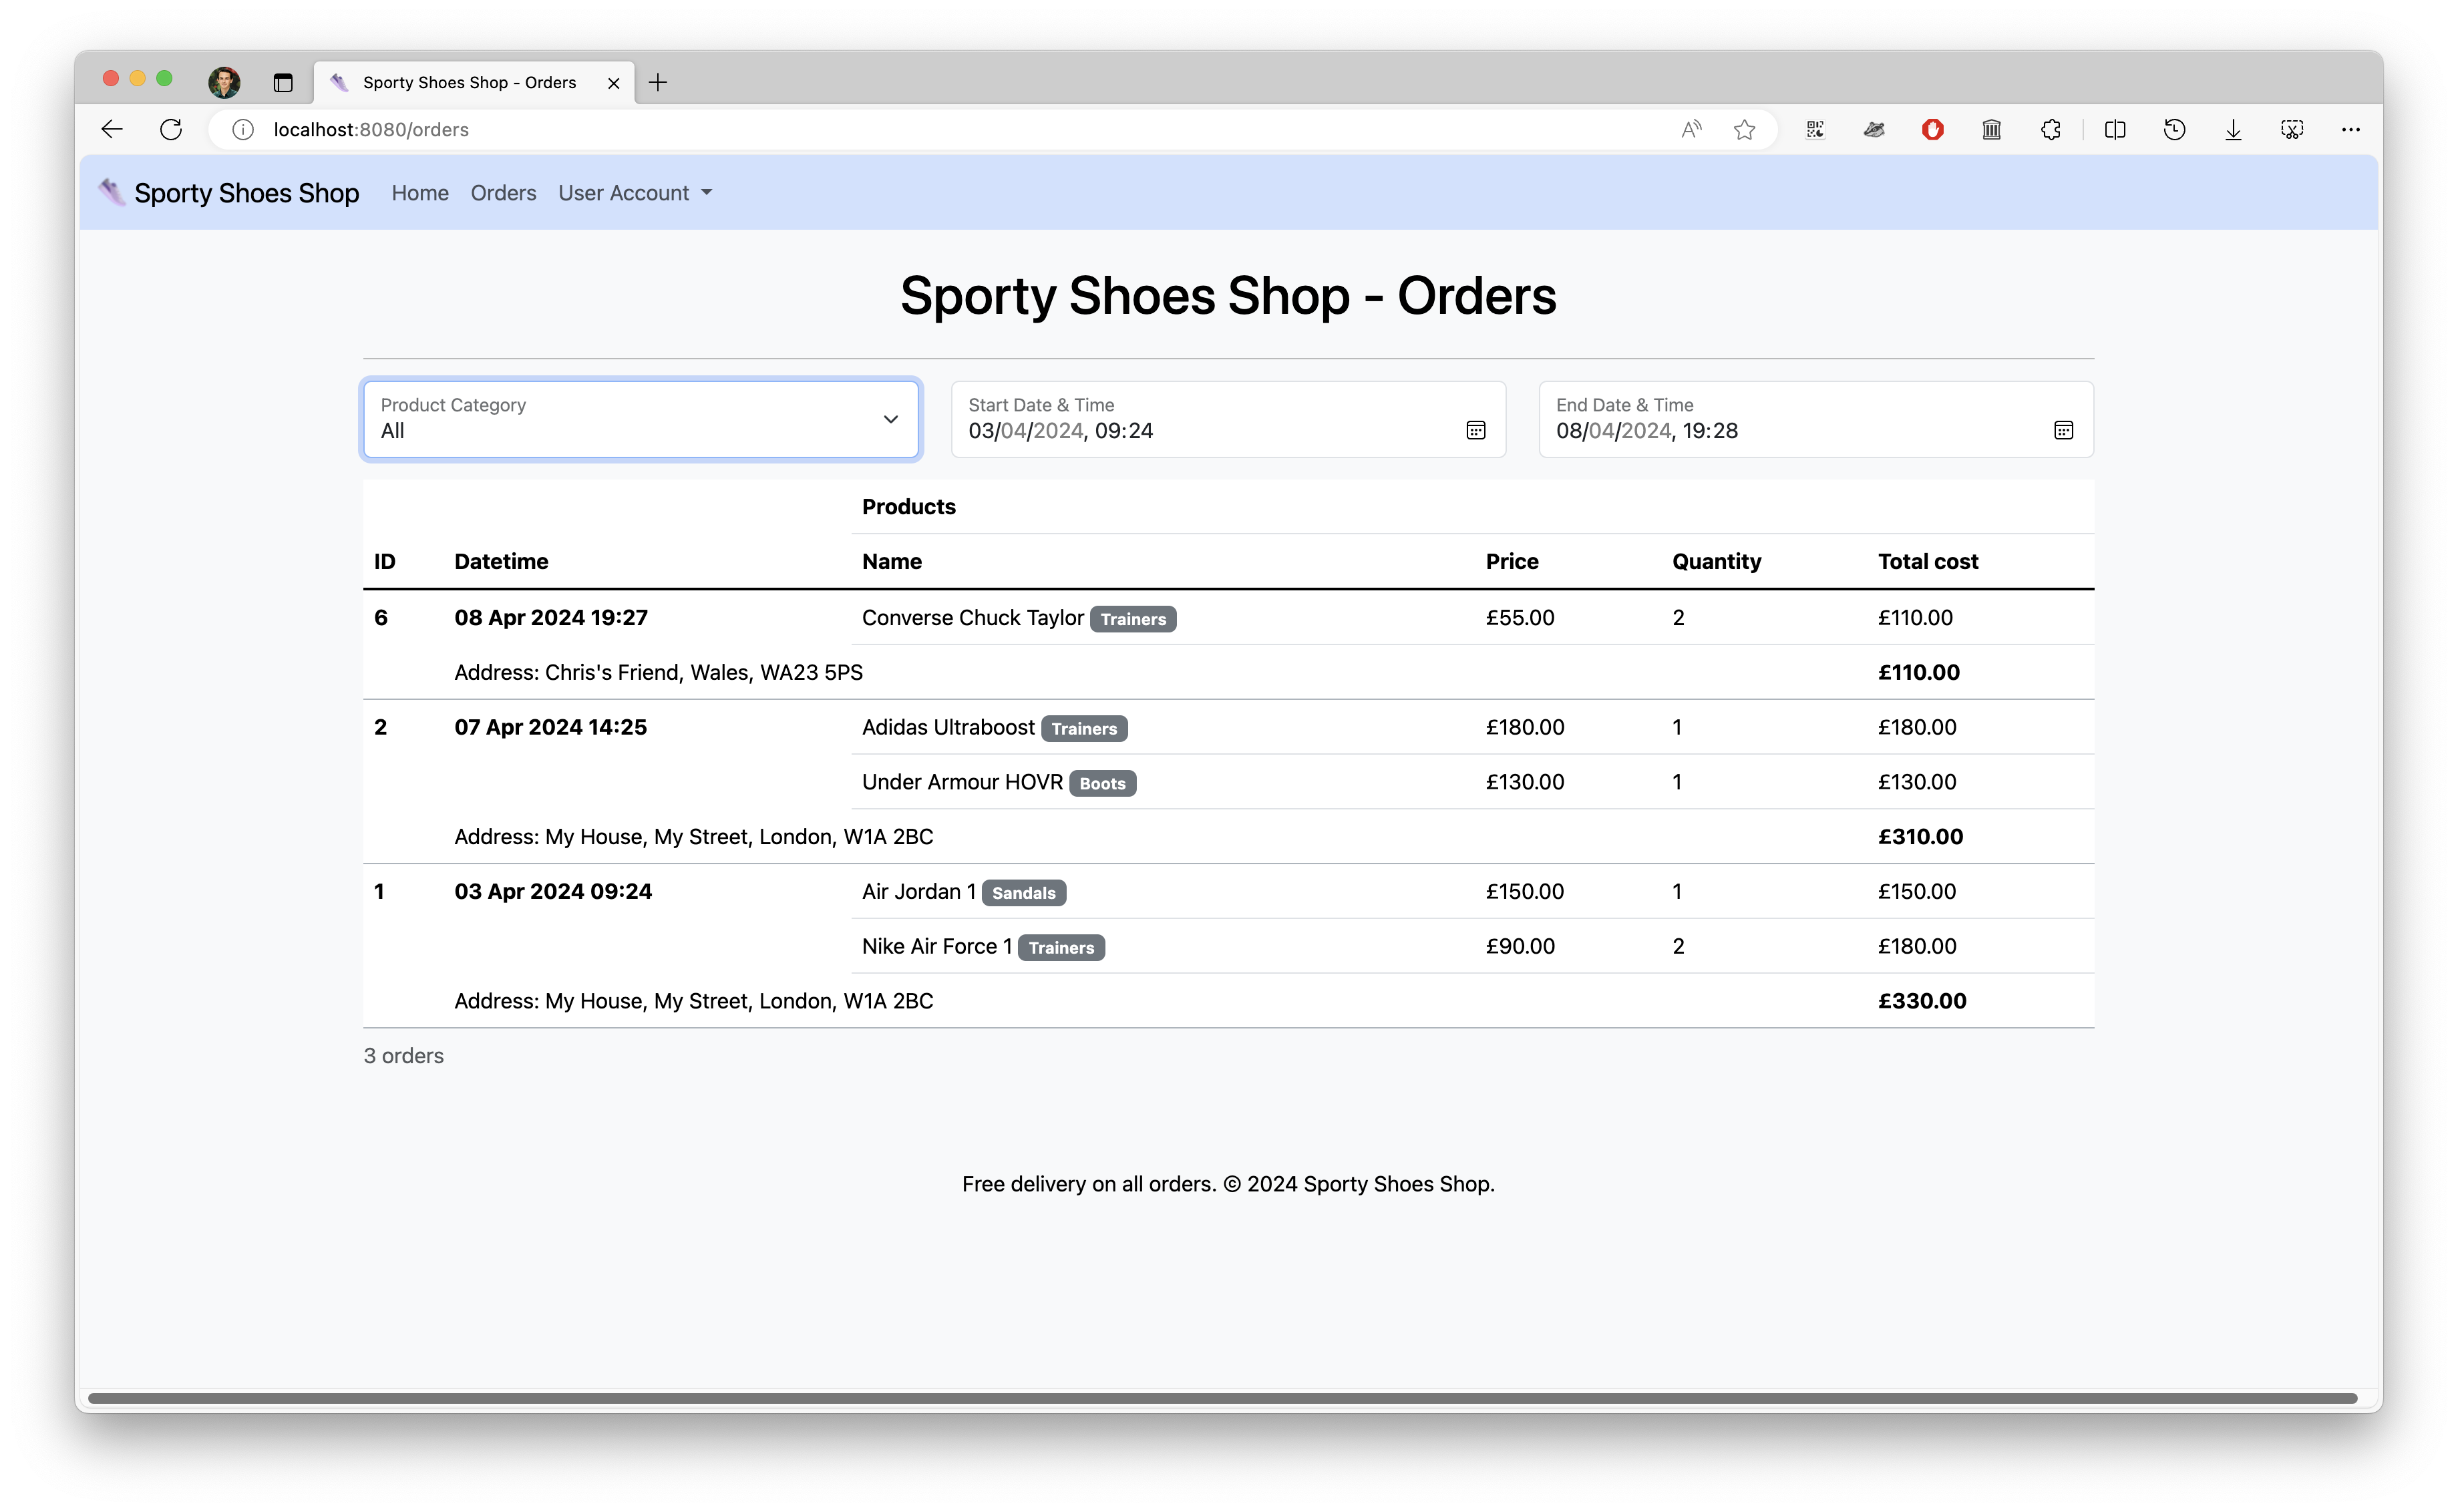 Sporty Shoes Shop - Orders
localhost:8080/orders
Sporty Shoes Shop Home Orders User Account
Sporty Shoes Shop - Orders
Product Category Start Date & Time End Date & Time
All 03/04/2024, 09:24 08/04/2024, 19:28
Products
ID Datetime Name Price Quantity Total cost
6 08 Apr 2024 19:27 Converse Chuck Taylor Trainers £55.00 2 £110.00
Address: Chris's Friend, Wales, WA23 5PS £110.00
2 07 Apr 2024 14:25 Adidas Ultraboost Trainers £180.00 1 £180.00
Under Armour HOVR Boots £130.00 1 £130.00
Address: My House, My Street, London, W1A 2BC £310.00
1 03 Apr 2024 09:24 Air Jordan 1 Sandals £150.00 1 £150.00
Nike Air Force 1 Trainers £90.00 2 £180.00
Address: My House, My Street, London, W1A 2BC £330.00
3 orders
Free delivery on all orders. © 2024 Sporty Shoes Shop.